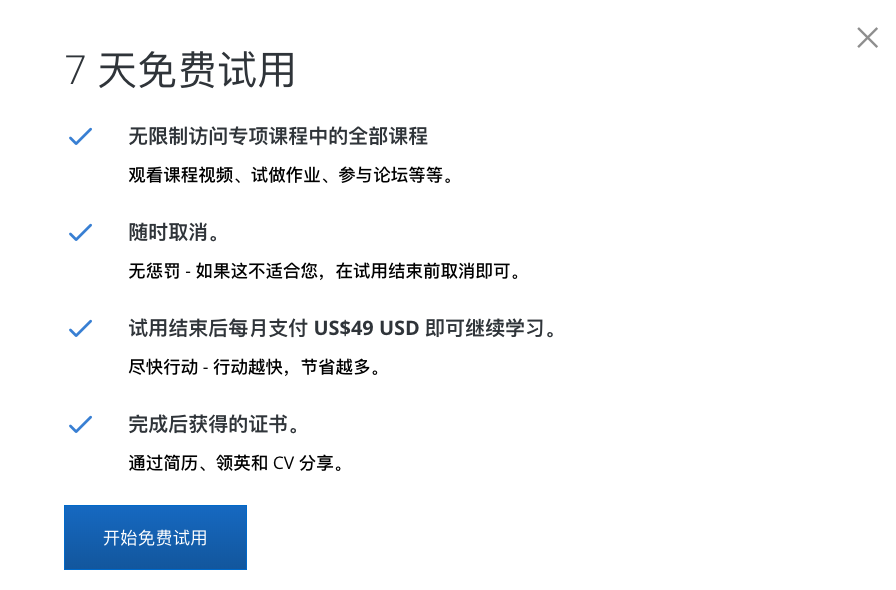 7 天免费试用
无限制访问专项课程中的全部课程
观看课程视频、试做作业、参与论坛等等。
随时取消。
无惩罚 - 如果这不适合您，在试用结束前取消即可。
试用结束后每月支付 US$49 USD 即可继续学习。
尽快行动 - 行动越快，节省越多。
完成后获得的证书。
通过简历、领英和 CV 分享。
开始免费试用